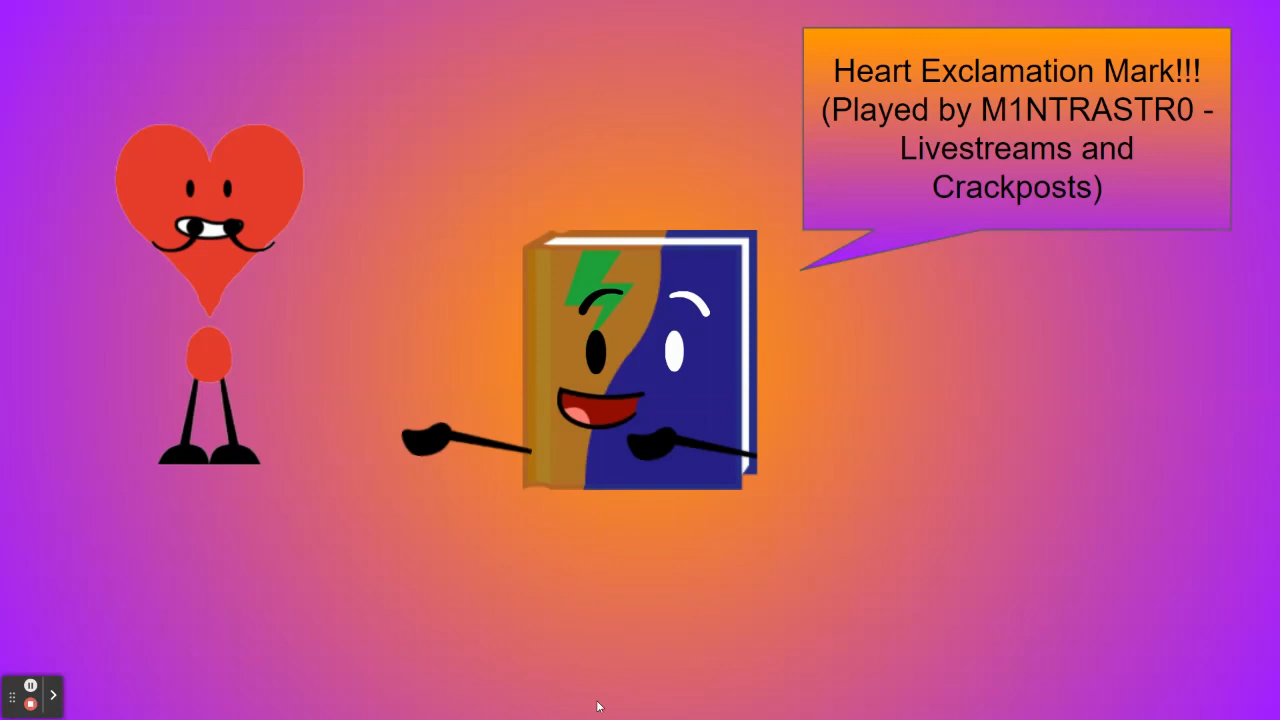 Heart Exclamation Mark!!!
(Played by M1NTRASTR0 -
Livestreams and
Crackposts)